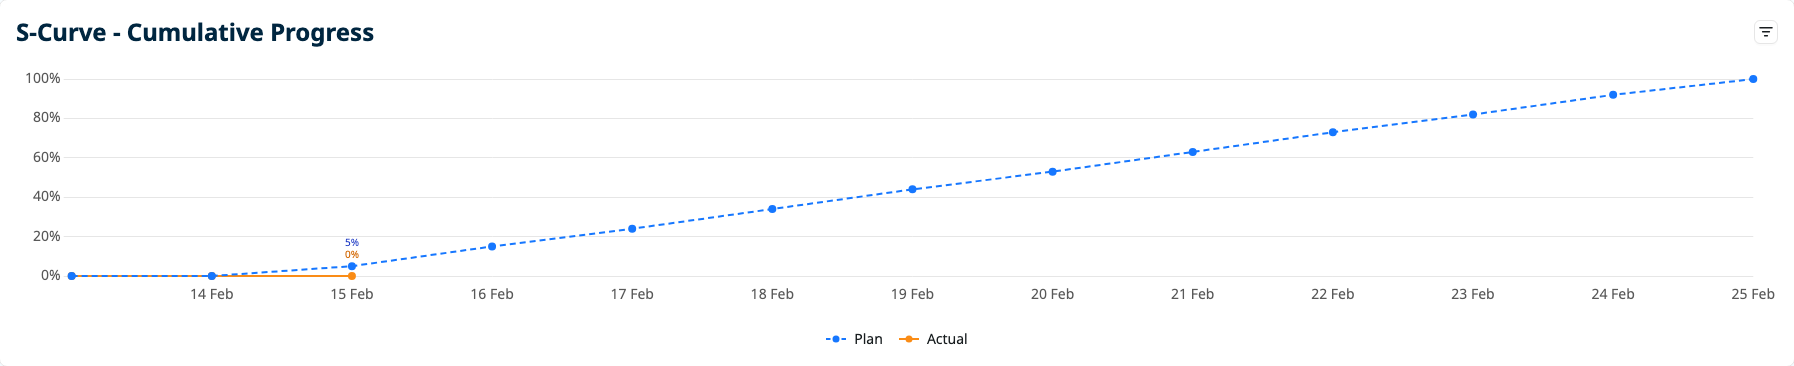 S-Curve - Cumulative Progress
100%
80%
60%
40%
20%
0%
5%
0%
14 Feb
15 Feb
16 Feb
17 Feb
18 Feb
19 Feb
20 Feb
21 Feb
22 Feb
23 Feb
24 Feb
25 Feb
Plan
Actual